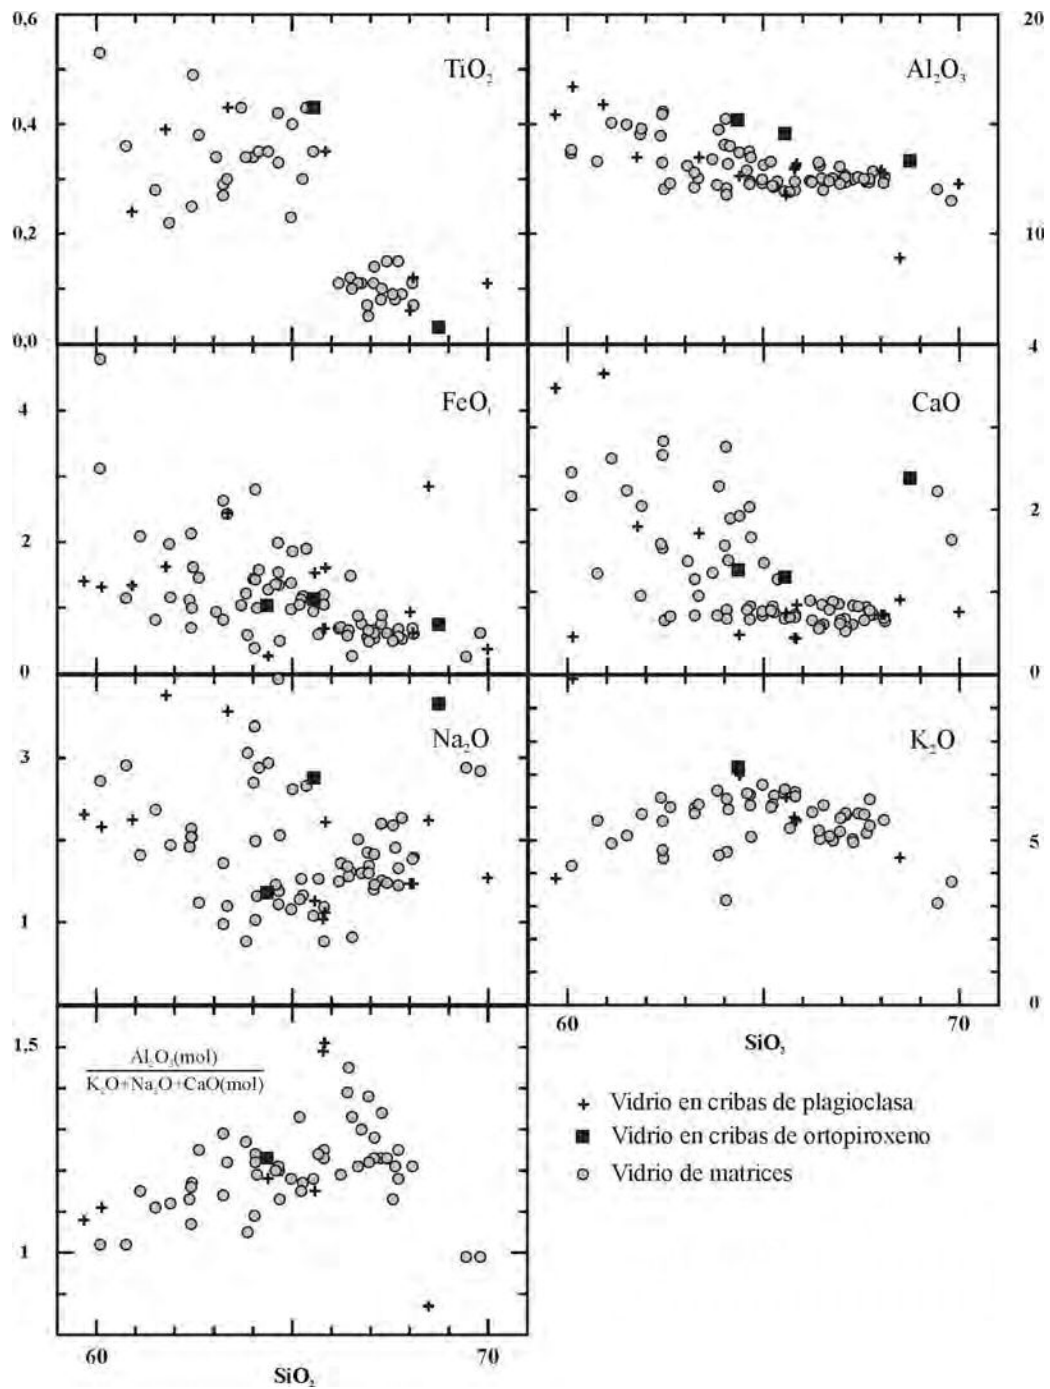 0,6
0,4
0,2
0,0
TiO2
20
10
Al2O3
4
2
0
FeOt
4
2
CaO
3
1
Na2O
5
0
K2O
60
70
SiO2
1,5
1
Al2O3(mol)
K2O+Na2O+CaO(mol)
60
70
SiO2
Vidrio en cribas de plagioclasa
Vidrio en cribas de ortopiroxeno
Vidrio de matrices